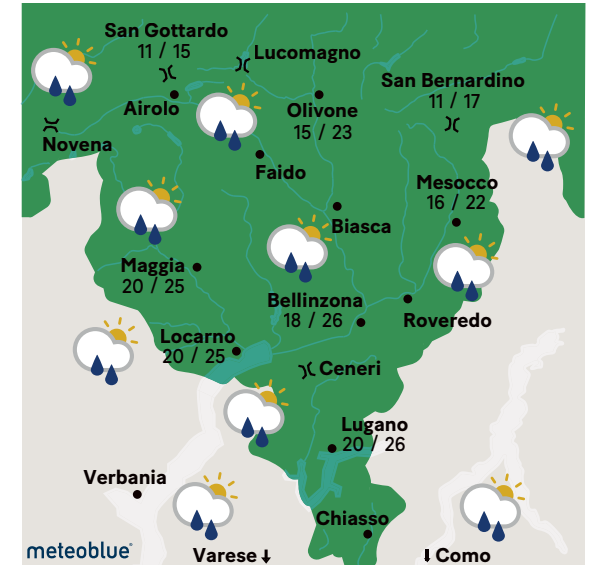 San Gottardo
11 / 15
Lucomagno
San Bernardino
11 / 17
Airolo
Olivone
15 / 23
Novena
Faido
Mesocco
16 / 22
Biasca
Maggia
20 / 25
Bellinzona
18 / 26
Roveredo
Locarno
20 / 25
Ceneri
Lugano
20 / 26
Verbania
Chiasso
meteoblue
Varese ↓
⬇ Como